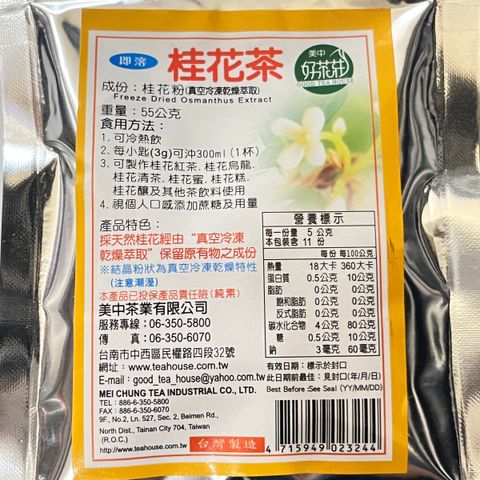 即溶
桂花茶
美中
好茶莊
GOOD TEA HOUSE
成份：桂花粉(真空冷凍乾燥萃取)
Freeze Dried Osmanthus Extract
重量：55公克
食用方法：
1. 可冷熱飲
2. 每小匙(3g)可沖300ml (1杯)
3. 可製作桂花紅茶. 桂花烏龍.
桂花清茶. 桂花蜜. 桂花糕.
桂花釀及其他茶飲料使用
4. 視個人口感添加蔗糖及用量
產品特色：
採天然桂花經由“真空冷凍
乾燥萃取”保留原有物之成份
※結晶粉狀為真空冷凍乾燥特性
(注意潮溼)
本產品已投保產品責任險(純素)
美中茶業有限公司
服務專線：06-350-5800
傳　真：06-350-6070
台南市中西區民權路四段32號
網址：www.teahouse.com.tw
E-mail：good_tea_house@yahoo.com.tw
MEI CHUNG TEA INDUSTRIAL CO., LTD.
TEL：886-6-350-5800
FAX：886-6-350-6070
9F., No.2, Ln. 527, Sec. 2, Beimen Rd.,
North Dist., Tainan City 704, Taiwan
(R.O.C.)
http://www.teahouse.com.tw
台灣製造
營養標示
每一份量 5 公克
本包裝含 11 份
每份 每100公克
熱量 18大卡 360大卡
蛋白質 0.5公克 10公克
脂肪 0公克 0公克
飽和脂肪 0公克 0公克
反式脂肪 0公克 0公克
碳水化合物 4公克 80公克
糖 0.5公克 10公克
鈉 3毫克 60毫克
有效日期：標示於封口
此日期前最佳：見封口(年/月/日)
Best Before :See Seal (YY/MM/DD)
4 715949 023244